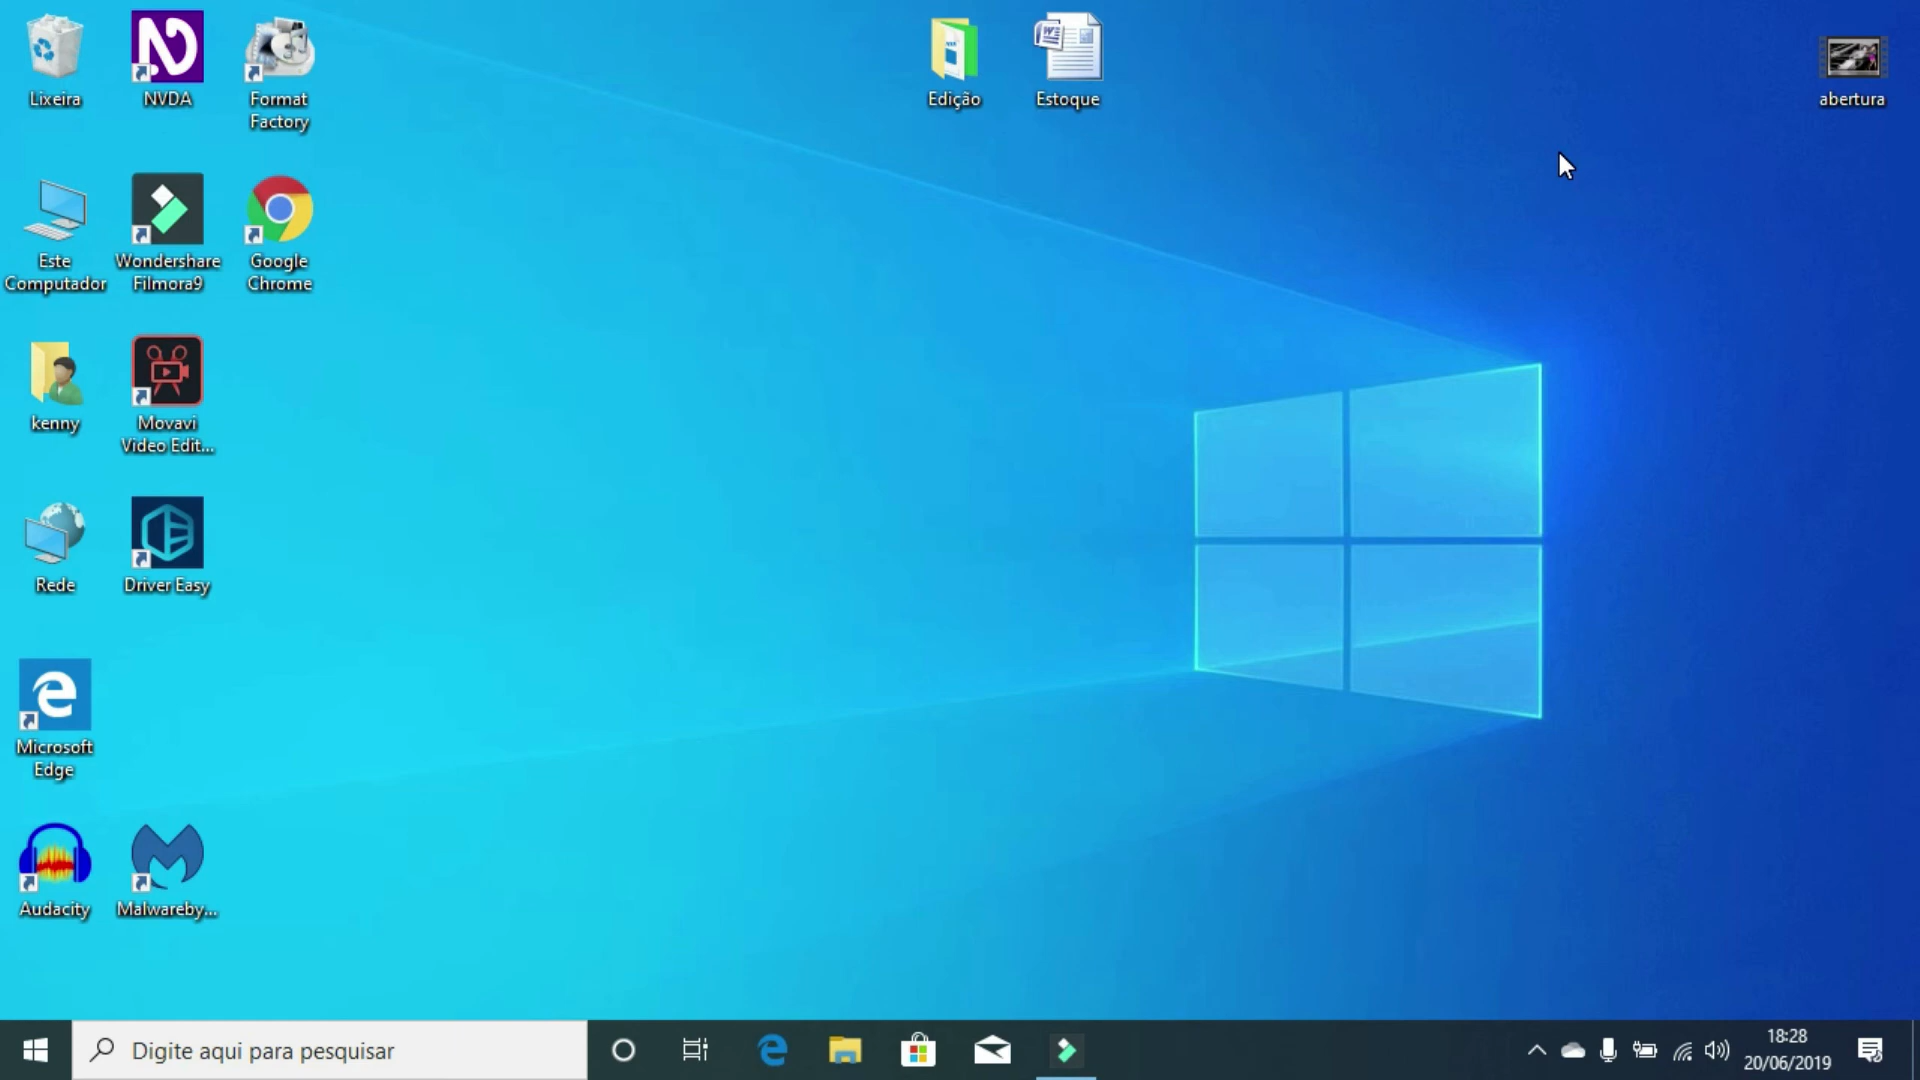 Lixeira
NVDA
Format
Factory
Edição
Estoque
abertura
Este
Computador
Wondershare
Filmora9
Google
Chrome
kenny
Movavi
Video Edit...
Rede
Driver Easy
Microsoft
Edge
Audacity
Malwareby...
Digite aqui para pesquisar
18:28
20/06/2019